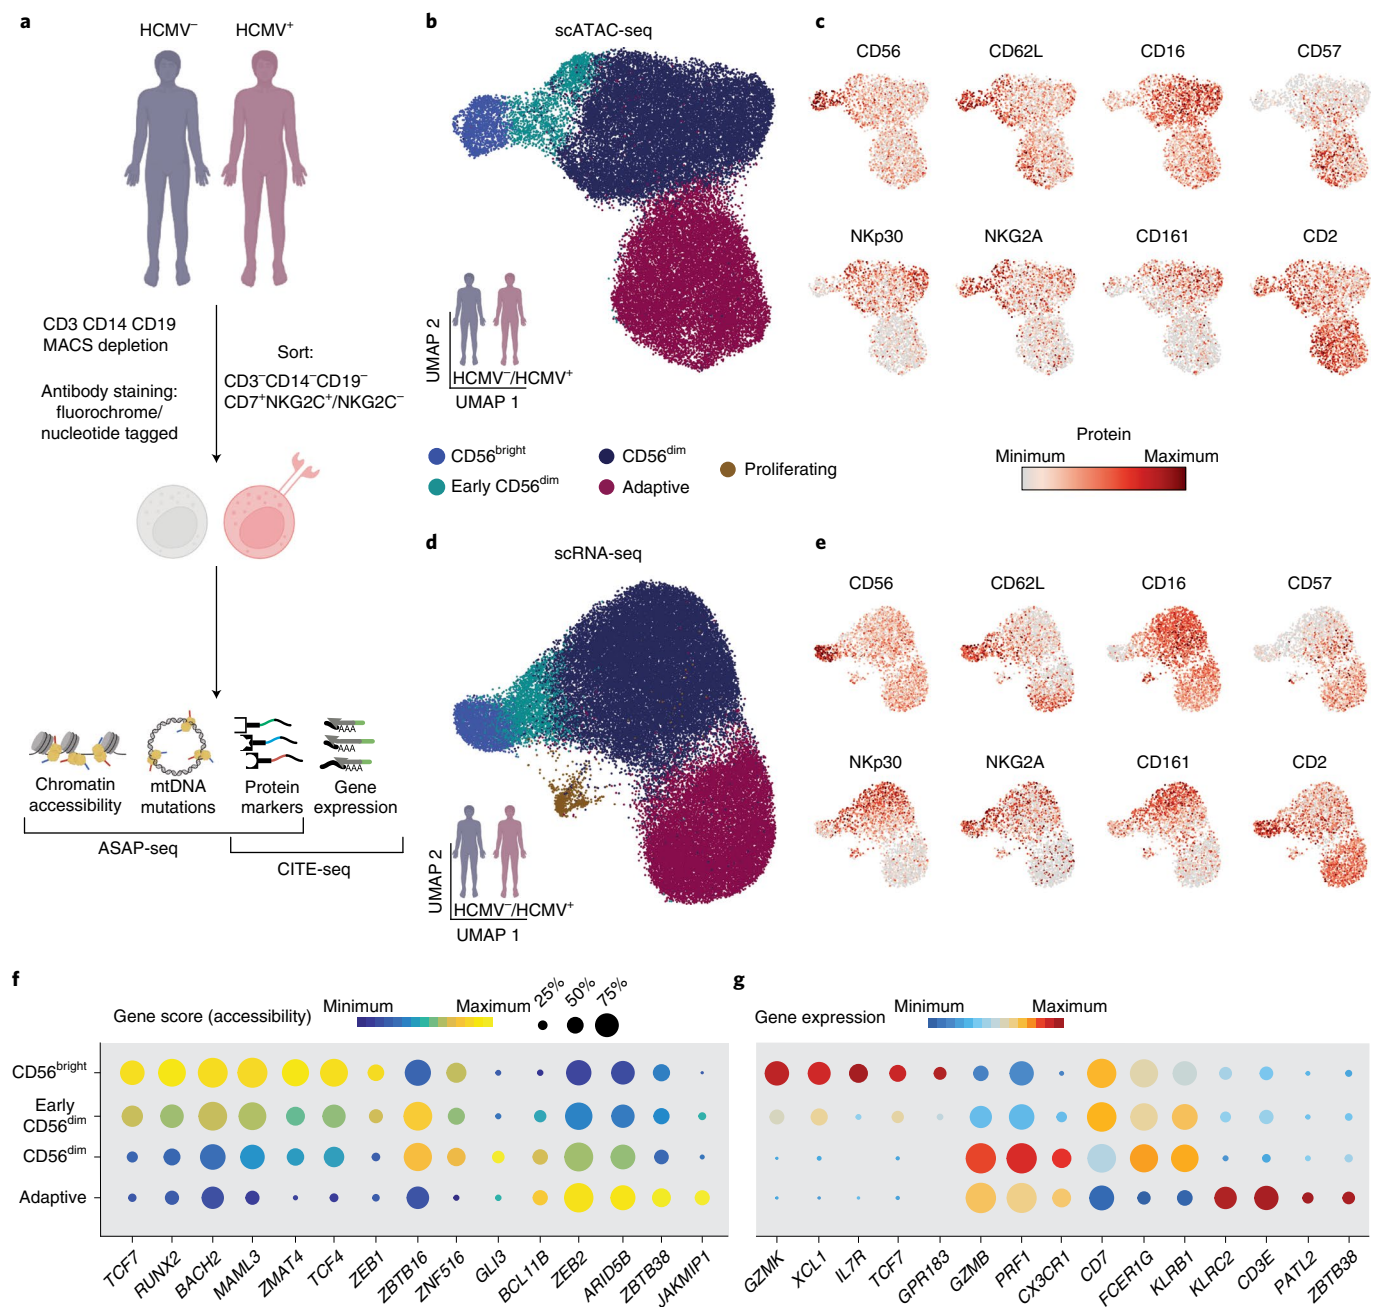 a
HCMV⁻
HCMV⁺
CD3 CD14 CD19
MACS depletion
Antibody staining:
fluorochrome/
nucleotide tagged
Sort:
CD3⁻CD14⁻CD19⁻
CD7⁺NKG2C⁺/NKG2C⁻
AAA
AAA
AAA
Chromatin
accessibility
mtDNA
mutations
Protein
markers
Gene
expression
ASAP-seq
CITE-seq
b
scATAC-seq
UMAP 2
HCMV⁻/HCMV⁺
UMAP 1
CD56bright
CD56dim
Proliferating
Early CD56dim
Adaptive
c
CD56
CD62L
CD16
CD57
NKp30
NKG2A
CD161
CD2
Protein
Minimum
Maximum
d
scRNA-seq
UMAP 2
HCMV⁻/HCMV⁺
UMAP 1
e
CD56
CD62L
CD16
CD57
NKp30
NKG2A
CD161
CD2
f
Gene score (accessibility)
Minimum
Maximum
25%
50%
75%
CD56bright
Early
CD56dim
CD56dim
Adaptive
TCF7
RUNX2
BACH2
MAML3
ZMAT4
TCF4
ZEB1
ZBTB16
ZNF516
GLI3
BCL11B
ZEB2
ARID5B
ZBTB38
JAKMIP1
g
Gene expression
Minimum
Maximum
GZMK
XCL1
IL7R
TCF7
GPR183
GZMB
PRF1
CX3CR1
CD7
FCER1G
KLRB1
KLRC2
CD3E
PATL2
ZBTB38